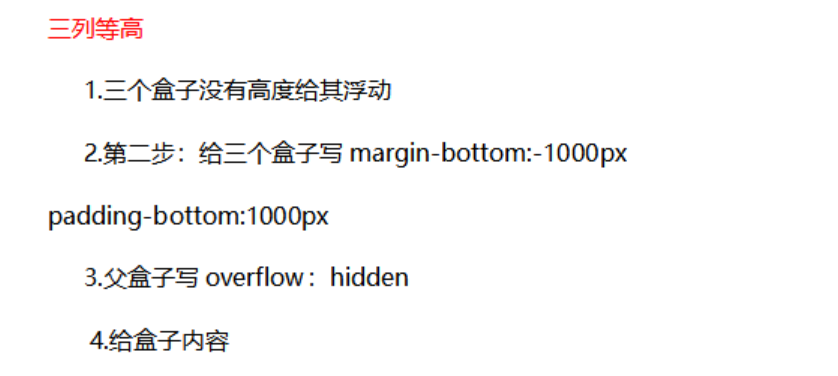 三列等高
1.三个盒子没有高度给其浮动
2.第二步：给三个盒子写 margin-bottom:-1000px
padding-bottom:1000px
3.父盒子写 overflow：hidden
4.给盒子内容